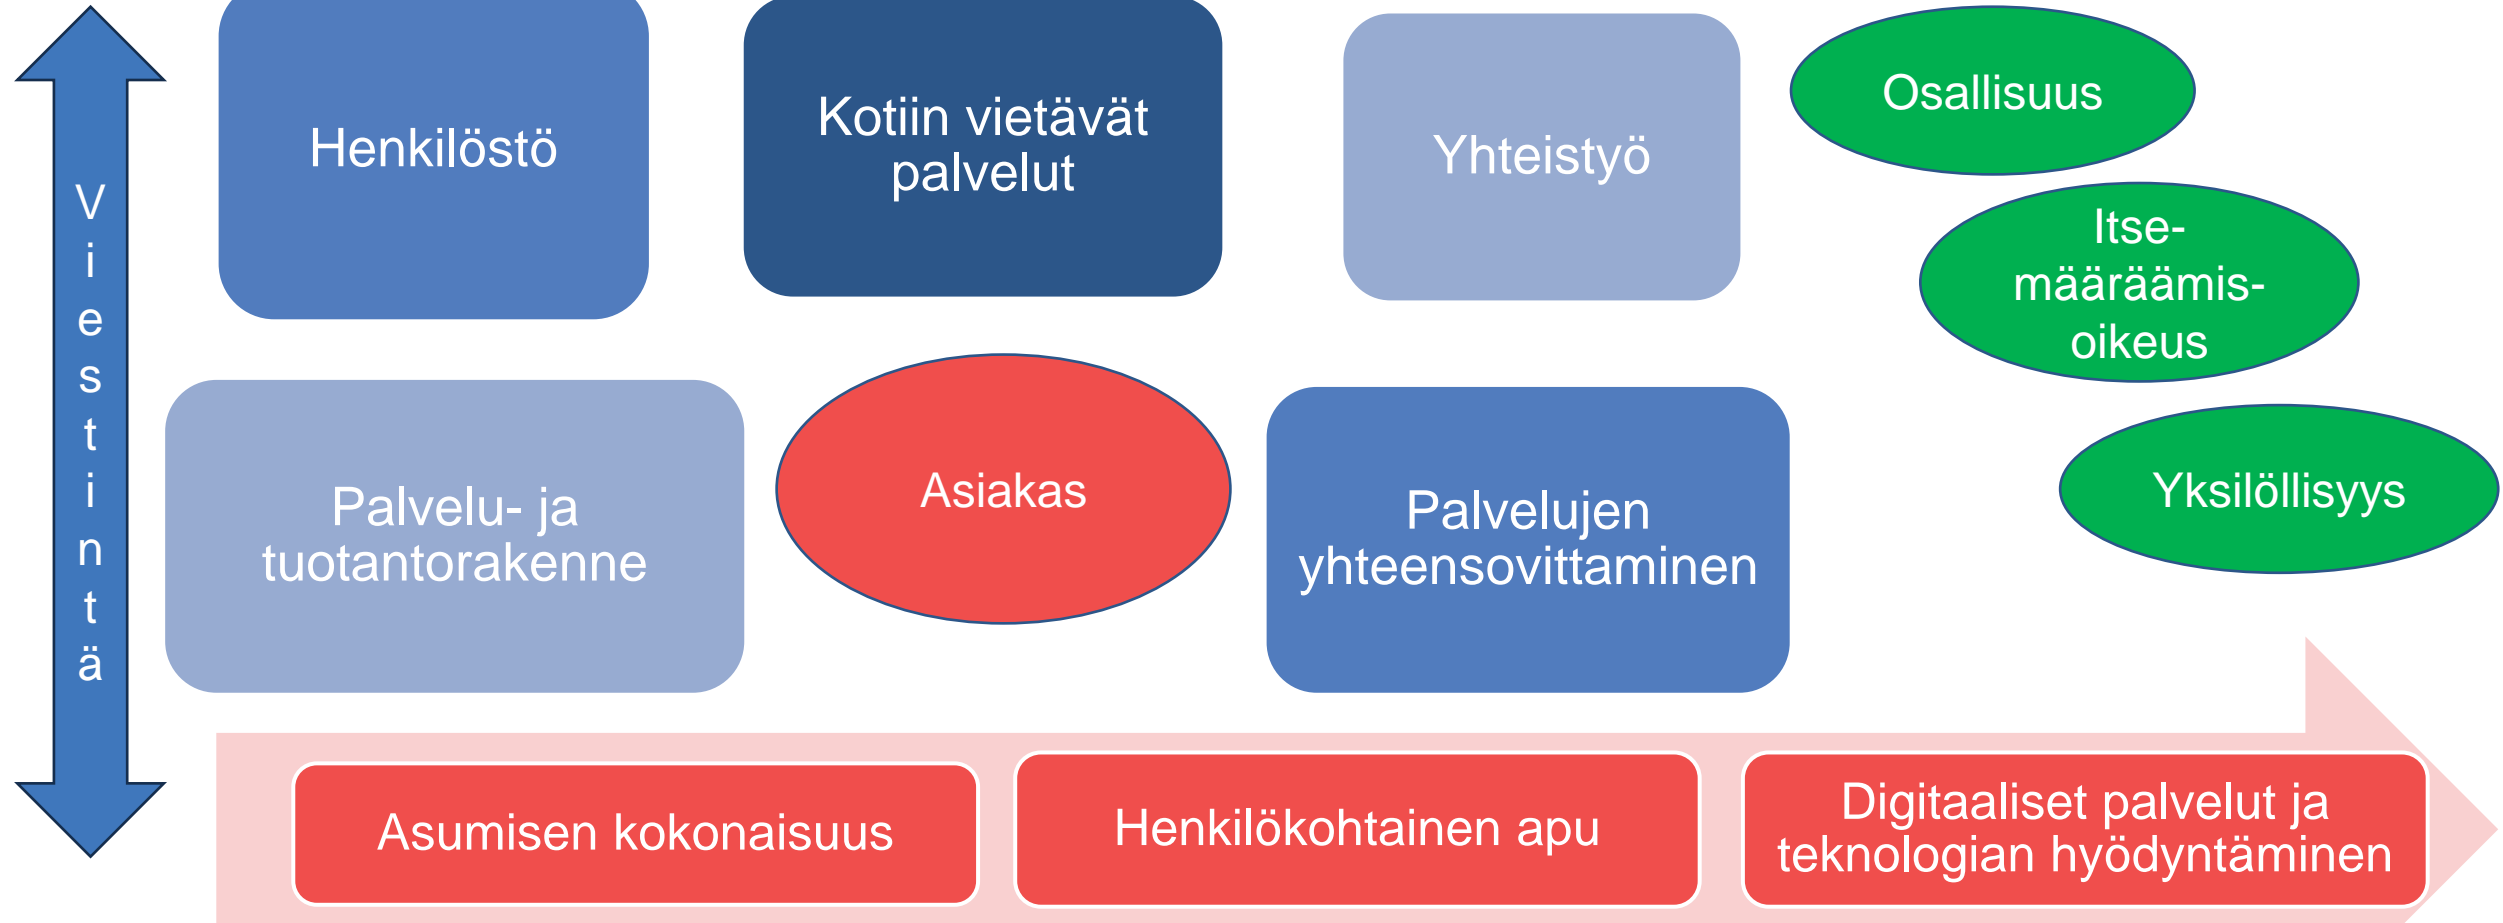 Viestintä
Henkilöstö
Kotiin vietävät
palvelut
Yhteistyö
Osallisuus
Itse-
määräämis-
oikeus
Yksilöllisyys
Palvelu- ja
tuotantorakenne
Asiakas
Palvelujen
yhteensovittaminen
Asumisen kokonaisuus
Henkilökohtainen apu
Digitaaliset palvelut ja
teknologian hyödyntäminen